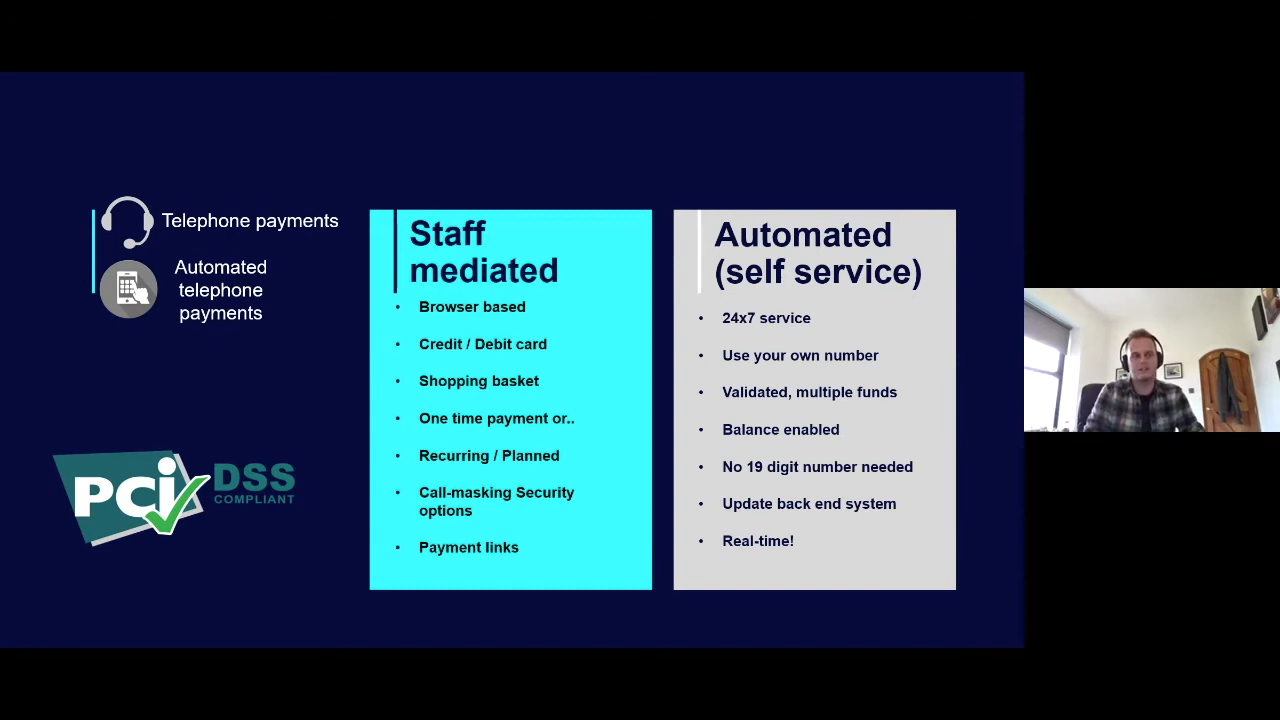 Telephone payments
Automated
telephone
payments
PCi DSS
COMPLIANT
Staff
mediated
• Browser based
• Credit / Debit card
• Shopping basket
• One time payment or..
• Recurring / Planned
• Call-masking Security
options
• Payment links
Automated
(self service)
• 24x7 service
• Use your own number
• Validated, multiple funds
• Balance enabled
• No 19 digit number needed
• Update back end system
• Real-time!